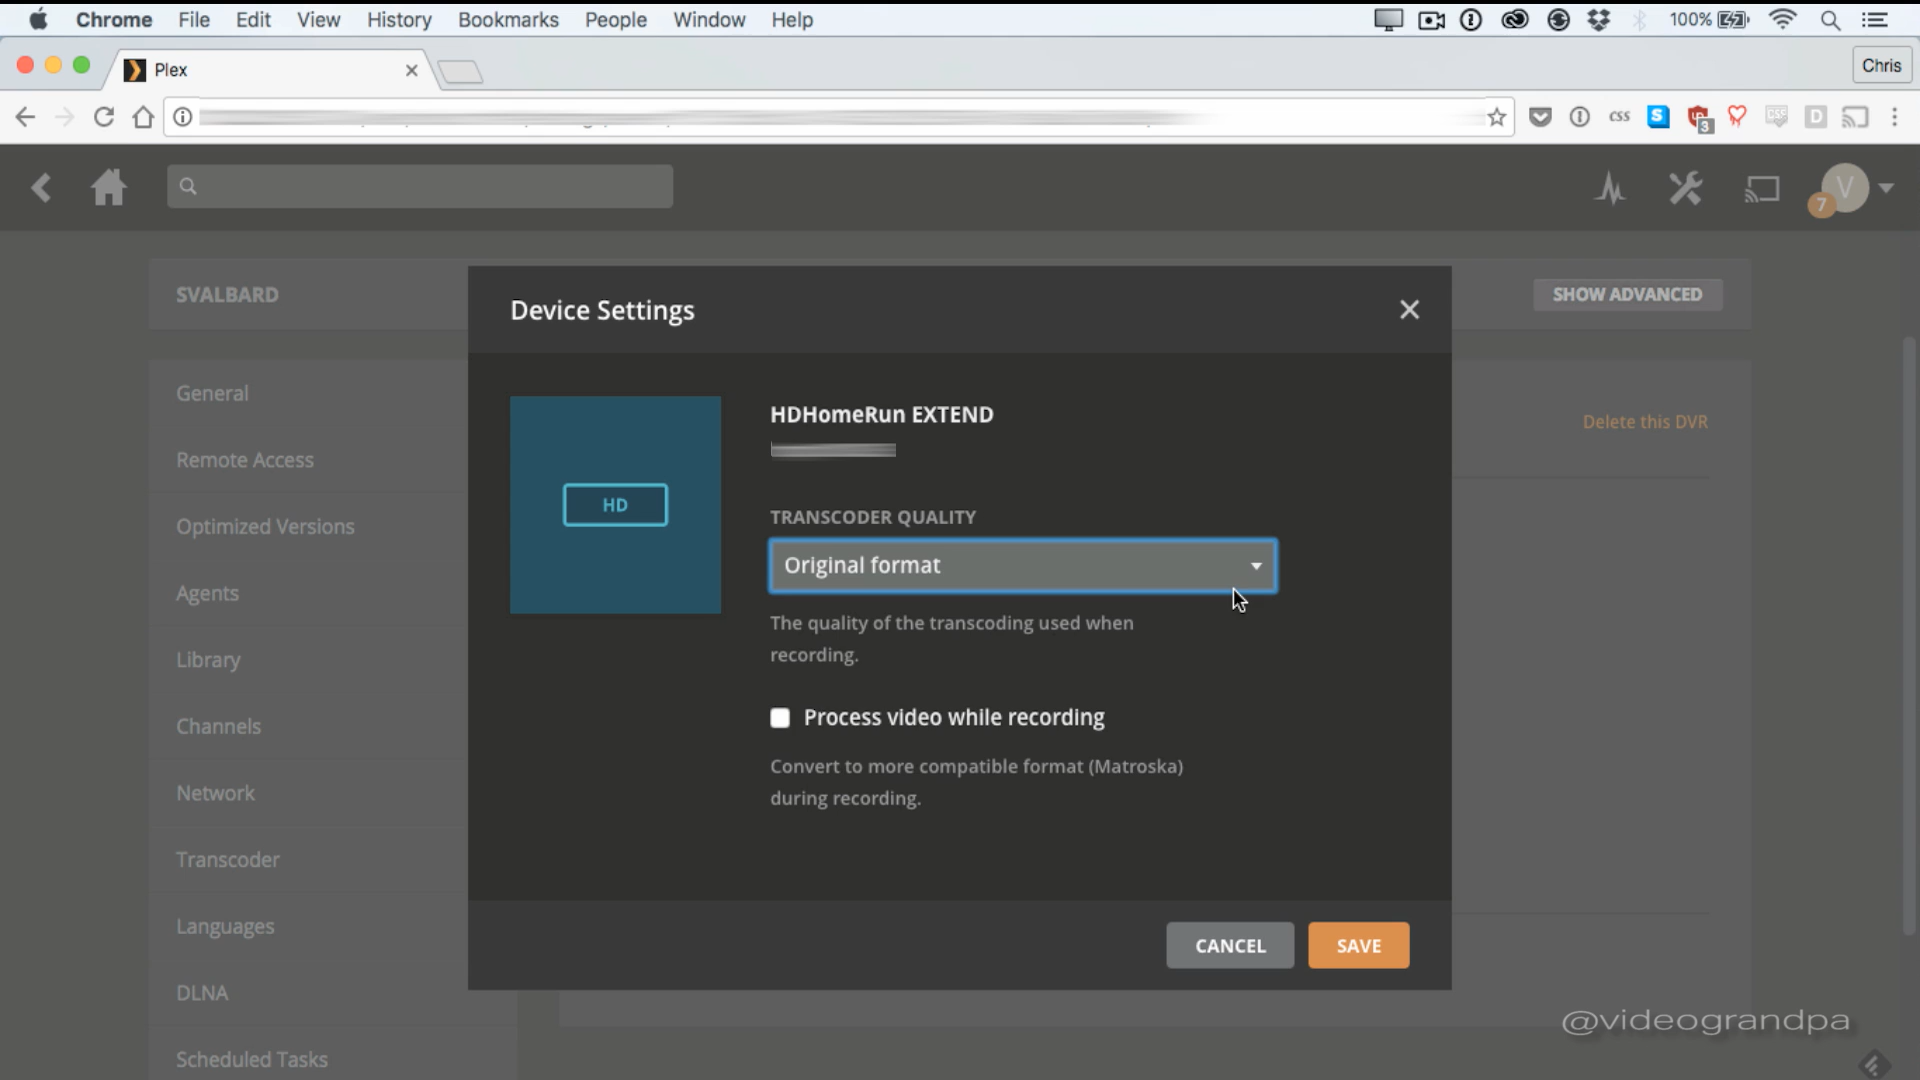 Chrome File Edit View History Bookmarks People Window Help 100%
Plex Chris
css S 3 CSS D
V 7
SVALBARD SHOW ADVANCED
Device Settings
General
Remote Access
Optimized Versions
Agents
Library
Channels
Network
Transcoder
Languages
DLNA
Scheduled Tasks
HD
HDHomeRun EXTEND
Delete this DVR
TRANSCODER QUALITY
Original format
The quality of the transcoding used when
recording.
Process video while recording
Convert to more compatible format (Matroska)
during recording.
CANCEL SAVE
@videograndpa